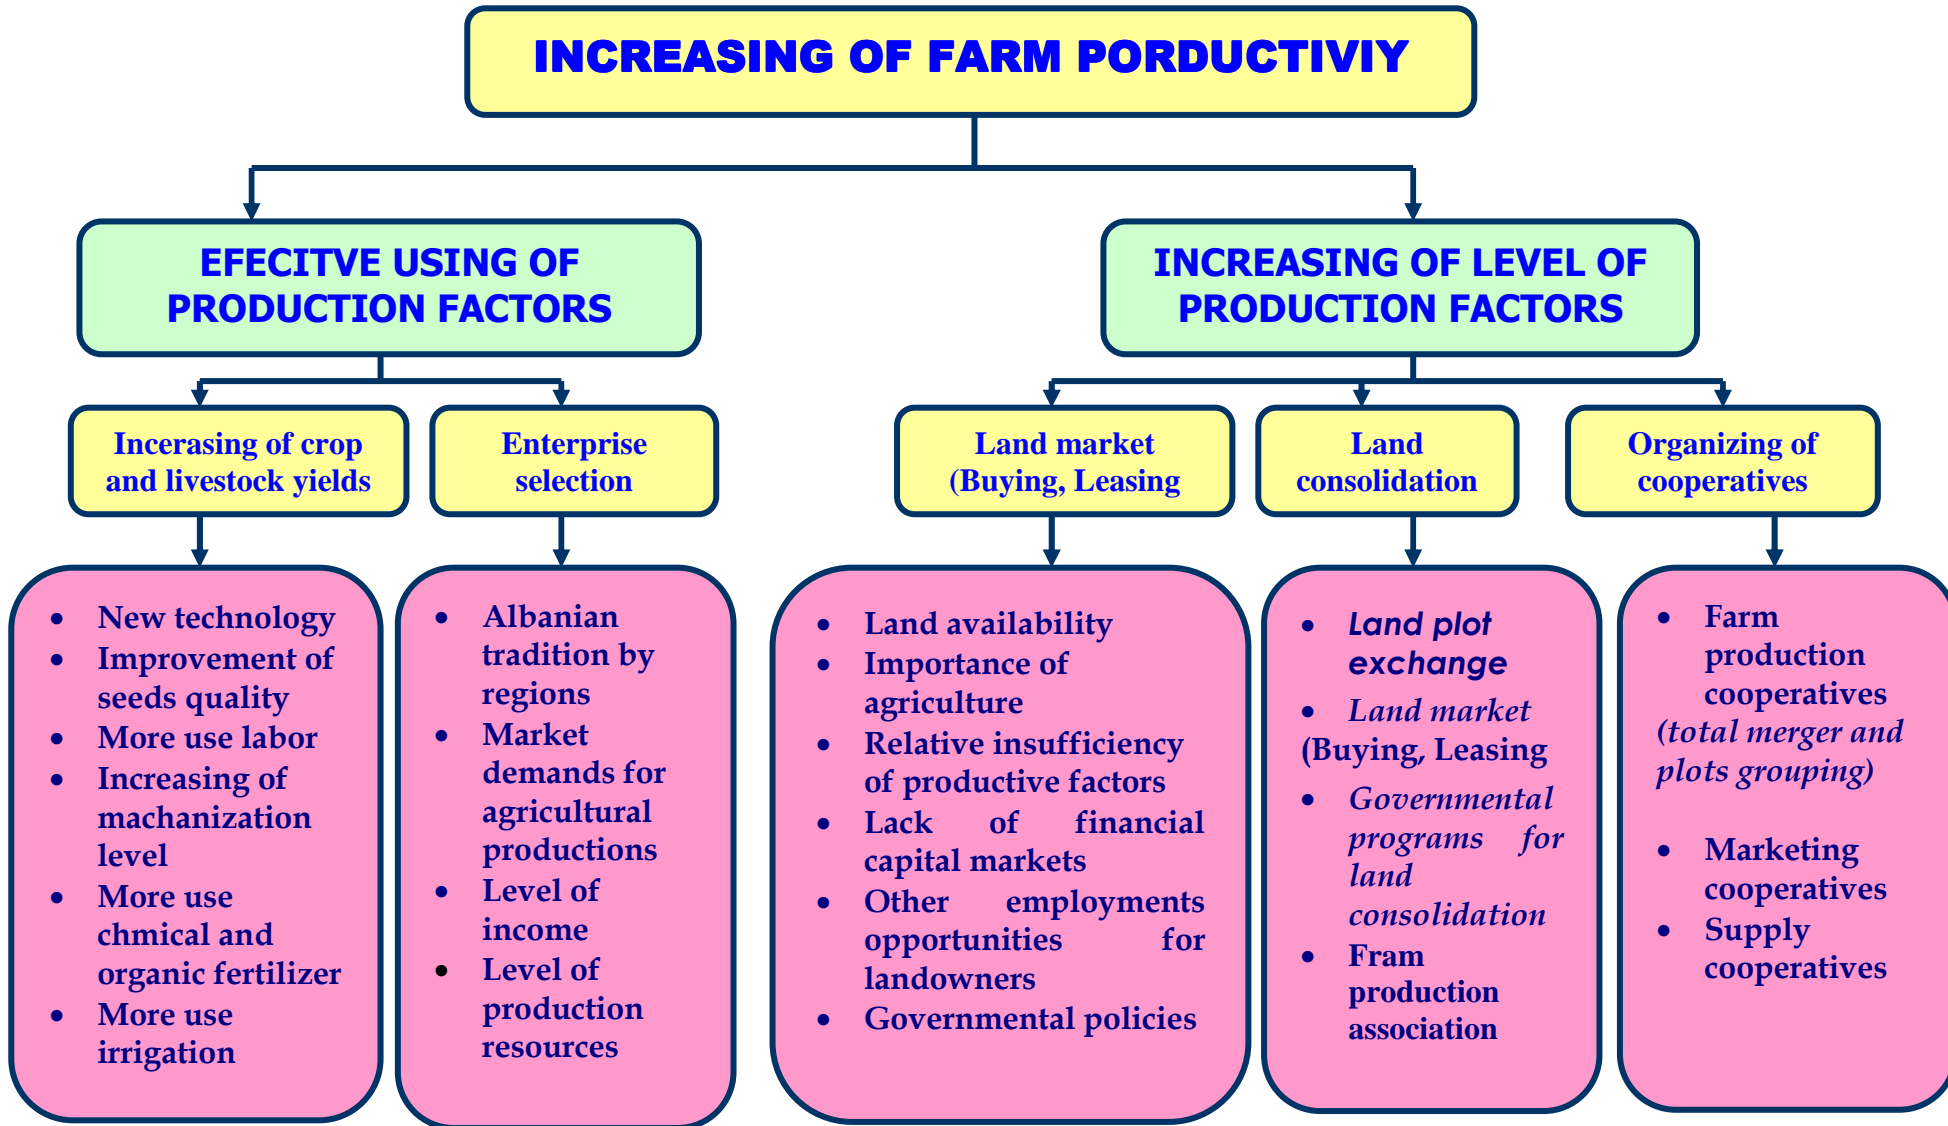 INCREASING OF FARM PORDUCTIVIY
EFECITVE USING OF
PRODUCTION FACTORS
INCREASING OF LEVEL OF
PRODUCTION FACTORS
Incerasing of crop
and livestock yields
Enterprise
selection
Land market
(Buying, Leasing
Land
consolidation
Organizing of
cooperatives
• New technology
• Improvement of
seeds quality
• More use labor
• Increasing of
machanization
level
• More use
chmical and
organic fertilizer
• More use
irrigation
• Albanian
tradition by
regions
• Market
demands for
agricultural
productions
• Level of
income
• Level of
production
resources
• Land availability
• Importance of
agriculture
• Relative insufficiency
of productive factors
• Lack of financial
capital markets
• Other employments
opportunities for
landowners
• Governmental policies
• Land plot
exchange
• Land market
(Buying, Leasing
• Governmental
programs for
land
consolidation
• Fram
production
association
• Farm
production
cooperatives
(total merger and
plots grouping)
• Marketing
cooperatives
• Supply
cooperatives